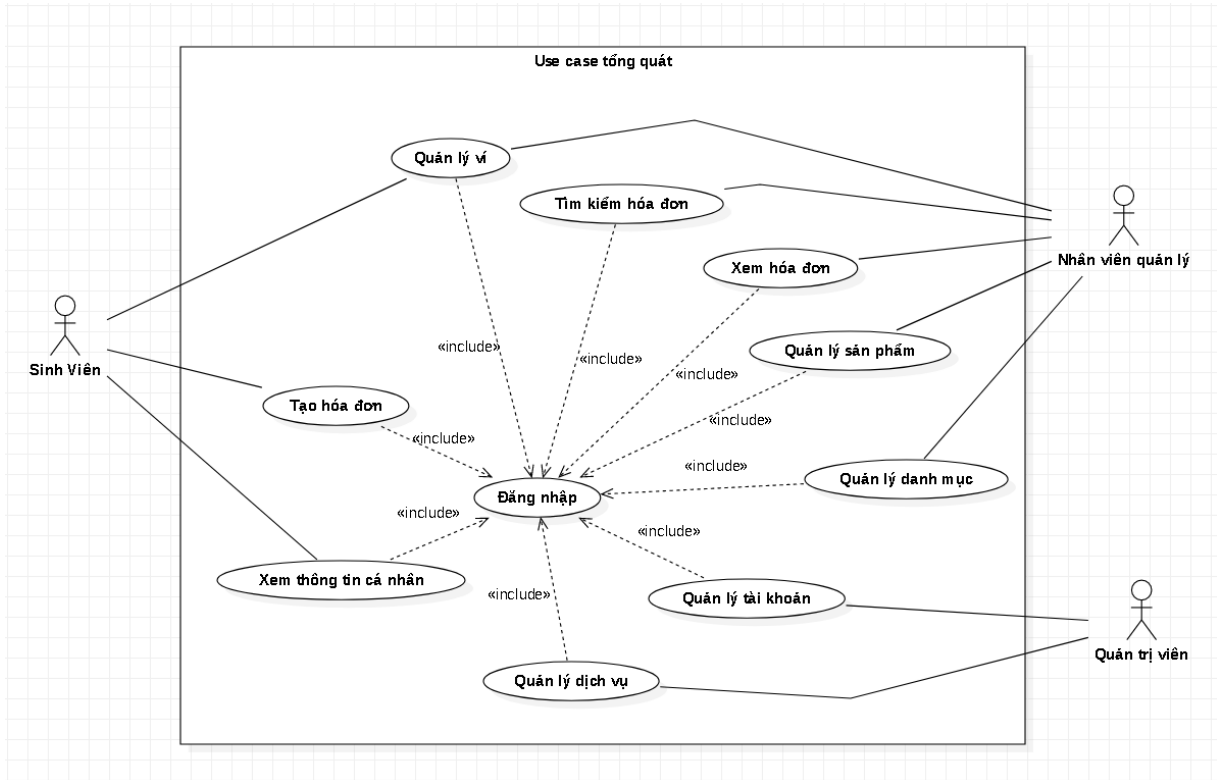 Use case tổng quát
Quản lý ví
Tìm kiếm hóa đơn
Xem hóa đơn
Nhân viên quản lý
«include»
Quản lý sản phẩm
«include»
Sinh Viên
«include»
Tạo hóa đơn
«include»
«include»
«include»
Quản lý danh mục
Đăng nhập
«include»
«include»
Xem thông tin cá nhân
«include»
Quản lý tài khoản
Quản trị viên
Quản lý dịch vụ